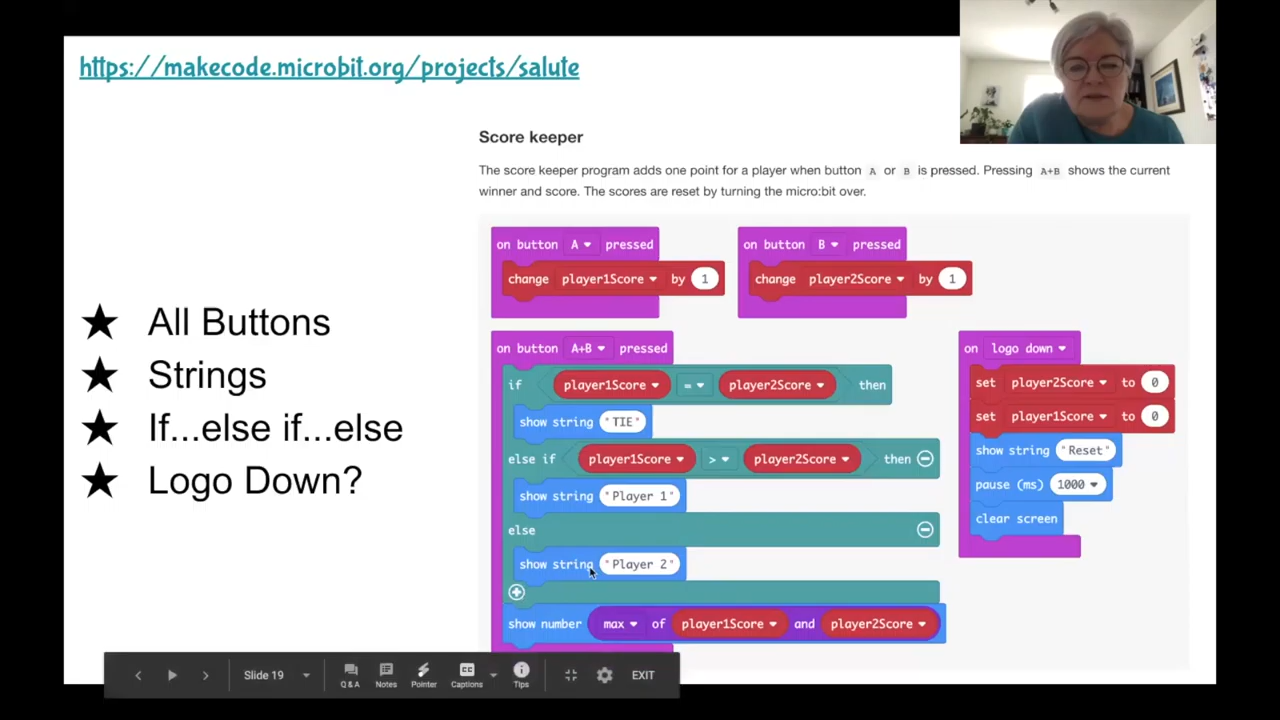 https://makecode.microbit.org/projects/salute
Score keeper
The score keeper program adds one point for a player when button A or B is pressed. Pressing A+B shows the current
winner and score. The scores are reset by turning the micro:bit over.
★ All Buttons
★ Strings
★ If...else if...else
★ Logo Down?
on button A pressed
change player1Score by 1
on button B pressed
change player2Score by 1
on button A+B pressed
if player1Score = player2Score then
show string "TIE"
else if player1Score > player2Score then
show string "Player 1"
else
show string "Player 2"
show number max of player1Score and player2Score
on logo down
set player2Score to 0
set player1Score to 0
show string "Reset"
pause (ms) 1000
clear screen
Slide 19
Q & A
Notes
Pointer
CC
Captions
Tips
EXIT